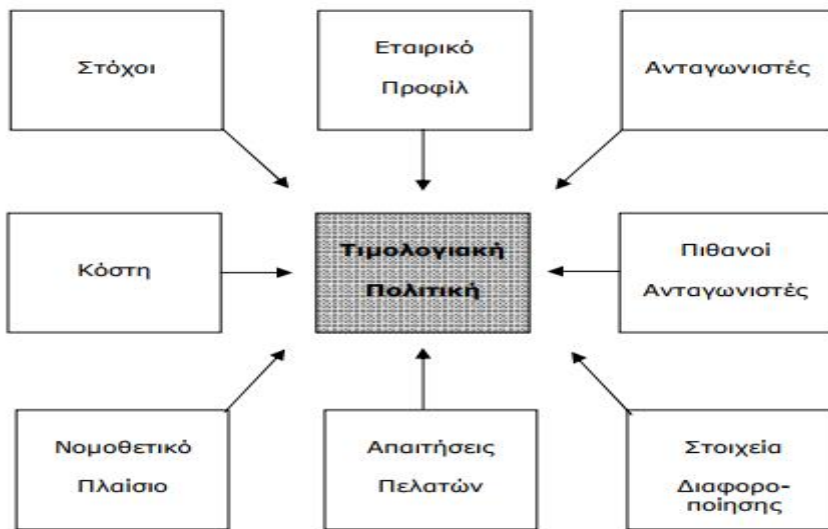 Στόχοι
Εταιρικό
Προφίλ
Ανταγωνιστές
Κόστη
Τιμολογιακή
Πολιτική
Πιθανοί
Ανταγωνιστές
Νομοθετικό
Πλαίσιο
Απαιτήσεις
Πελατών
Στοιχεία
Διαφορο-
ποίησης